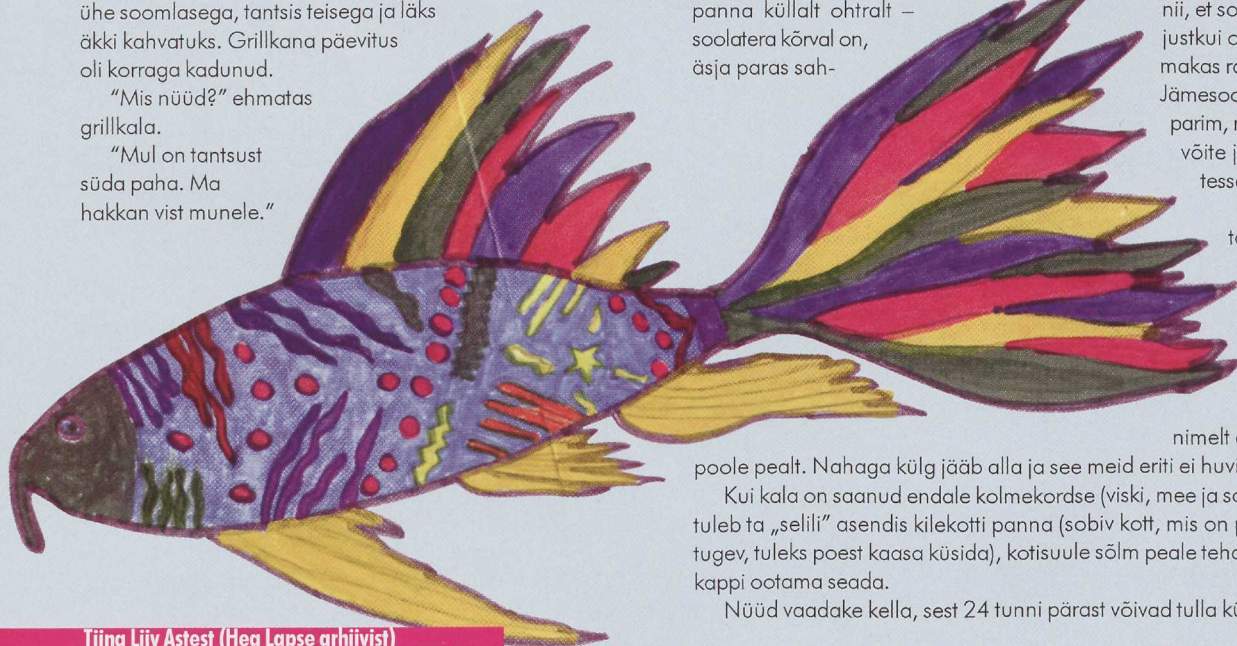 ühe soomlasega, tantsis teisega ja läks
äkki kahvatuks. Grillkana päevitus
oli korraga kadunud.
“Mis nüüd?” ehmatas
grillkala.
“Mul on tantsust
süda paha. Ma
hakkan vist munele.”
Tiina Liiv Astest (Hea Lapse arhiivist)
panna küllalt ohtralt –
soolatera kõrval on,
äsja paras sah-
nii, et
justkui
makas
Jämesoo
parim,
võite
nimelt
poole pealt. Nahaga külg jääb alla ja see meid eriti ei huvi
Kui kala on saanud endale kolmekordse (viski, mee ja
tuleb ta „selili” asendis kilekotti panna (sobiv kott, mis on
tugev, tuleks poest kaasa küsida), kotisuule sõlm peale teha
kappi ootama seada.
Nüüd vaadake kella, sest 24 tunni pärast võivad tulla